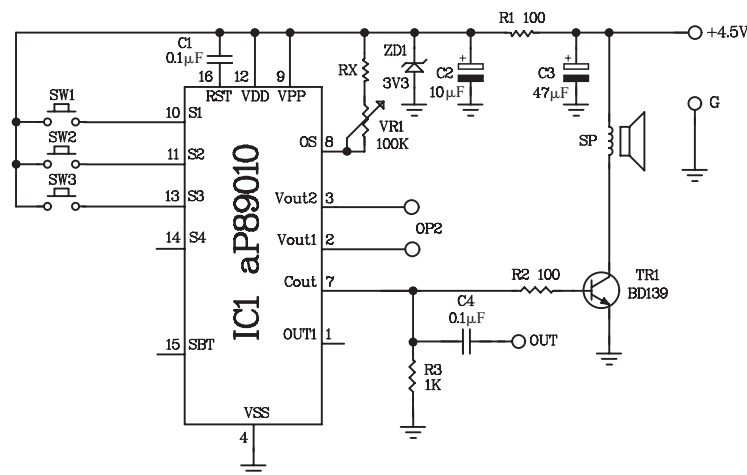 R1 100
+4.5V
C1
0.1µF
ZD1
3V3
C2
10µF
C3
47µF
RX
VR1
100K
G
SP
16
12
9
RST
VDD
VPP
SW1
10
S1
SW2
11
S2
SW3
13
S3
14
S4
15
SBT
IC1 aP89010
OS
8
Vout2
3
Vout1
2
OP2
Cout
7
OUT1
1
VSS
4
R2 100
TR1
BD139
C4
0.1µF
OUT
R3
1K
+
+